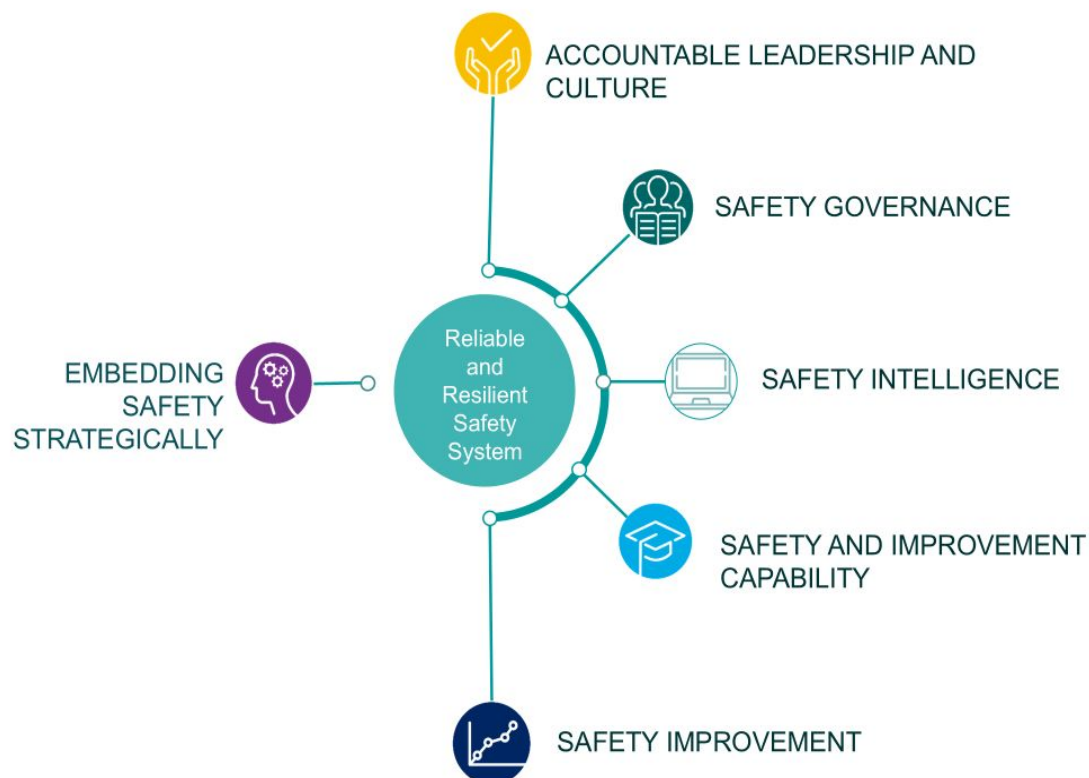 ACCOUNTABLE LEADERSHIP AND
CULTURE
SAFETY GOVERNANCE
Reliable
and
Resilient
Safety
System
EMBEDDING
SAFETY
STRATEGICALLY
SAFETY INTELLIGENCE
SAFETY AND IMPROVEMENT
CAPABILITY
SAFETY IMPROVEMENT